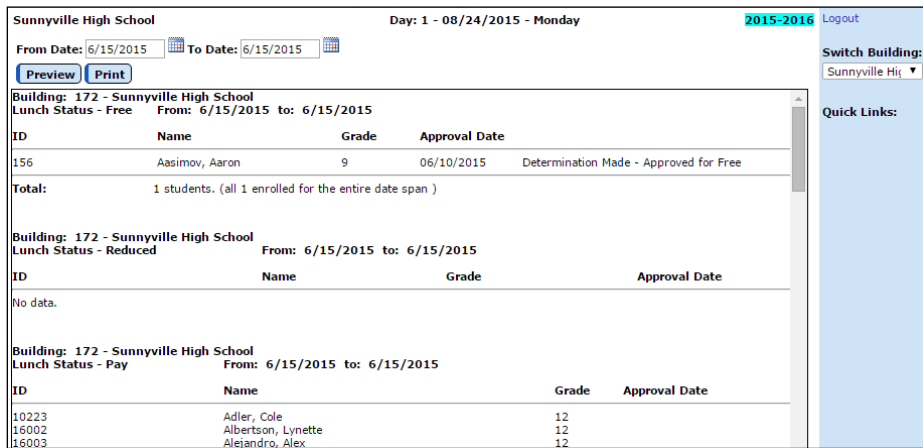 Sunnyville High School Day: 1 - 08/24/2015 - Monday 2015-2016 Logout
From Date: 6/15/2015 To Date: 6/15/2015
Switch Building:
Preview Print
Sunnyville Hig
Building: 172 - Sunnyville High School
Lunch Status - Free From: 6/15/2015 to: 6/15/2015
Quick Links:
ID Name Grade Approval Date
156 Aasimov, Aaron 9 06/10/2015 Determination Made - Approved for Free
Total: 1 students. (all 1 enrolled for the entire date span )
Building: 172 - Sunnyville High School
Lunch Status - Reduced From: 6/15/2015 to: 6/15/2015
ID Name Grade Approval Date
No data.
Building: 172 - Sunnyville High School
Lunch Status - Pay From: 6/15/2015 to: 6/15/2015
ID Name Grade Approval Date
10223 Adler, Cole 12
16002 Albertson, Lynette 12
16003 Alejandro, Alex 12